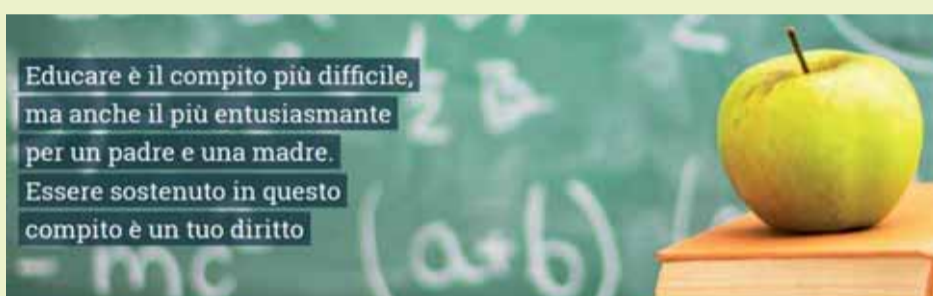 Educare è il compito più difficile,
ma anche il più entusiasmante
per un padre e una madre.
Essere sostenuto in questo
compito è un tuo diritto
(a+b)
- mc